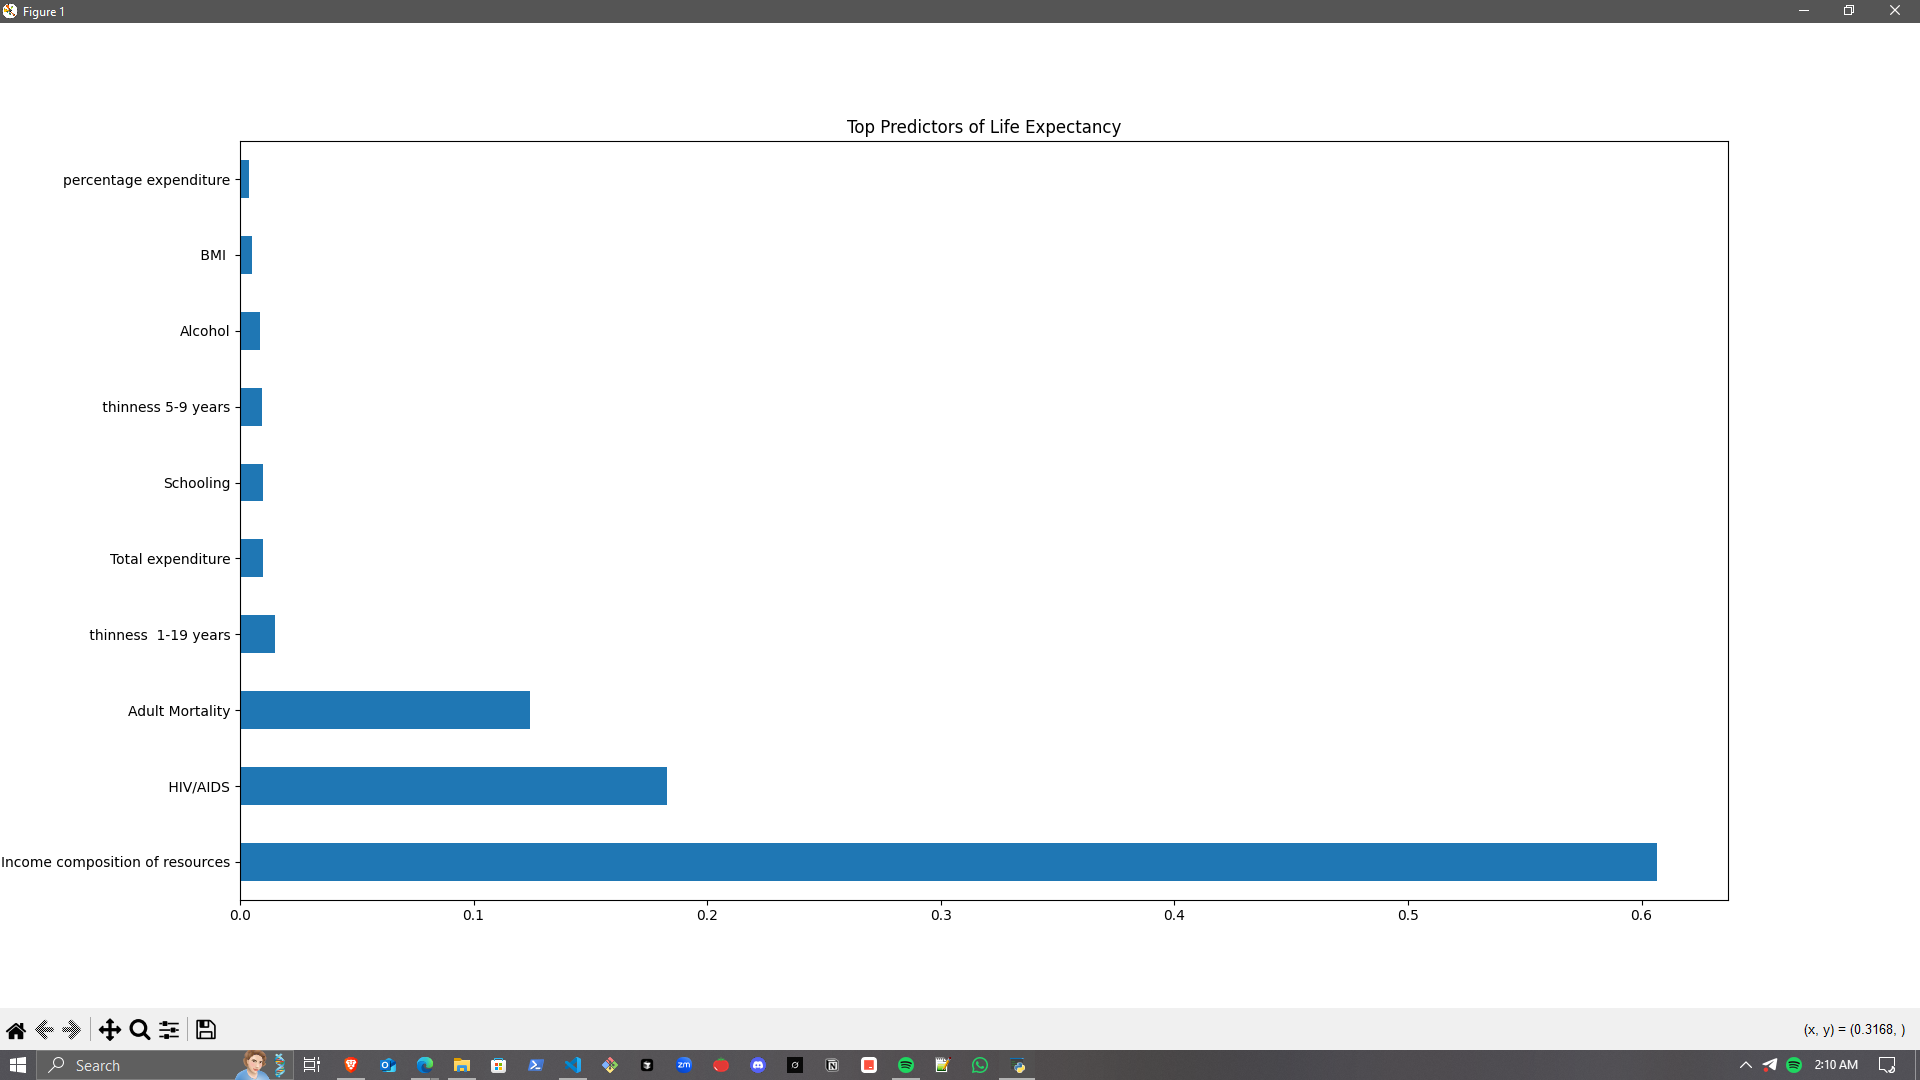 Figure 1
Top Predictors of Life Expectancy
percentage expenditure
BMI
Alcohol
thinness 5-9 years
Schooling
Total expenditure
thinness  1-19 years
Adult Mortality
HIV/AIDS
Income composition of resources
0.0 0.1 0.2 0.3 0.4 0.5 0.6
(x, y) = (0.3168, )
Search
zm
2:10 AM